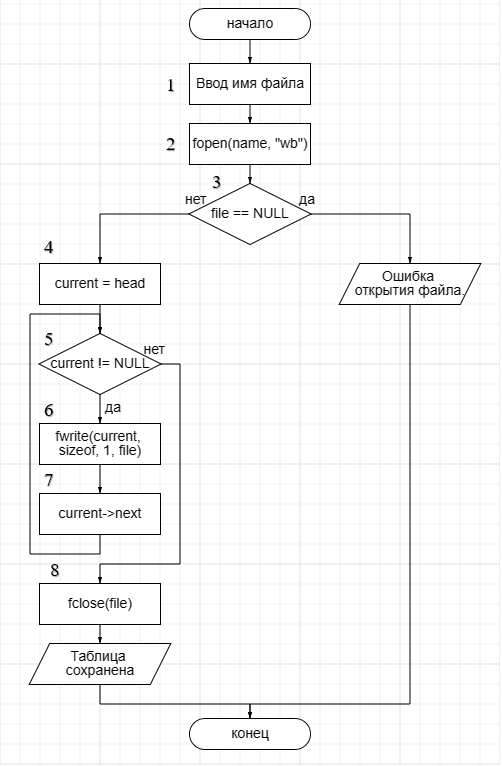 начало
1
Ввод имя файла
2
fopen(name, "wb")
3
нет
да
file == NULL
4
current = head
Ошибка
открытия файла.
5
нет
current != NULL
да
6
fwrite(current,
sizeof, 1, file)
7
current->next
8
fclose(file)
Таблица
сохранена
конец